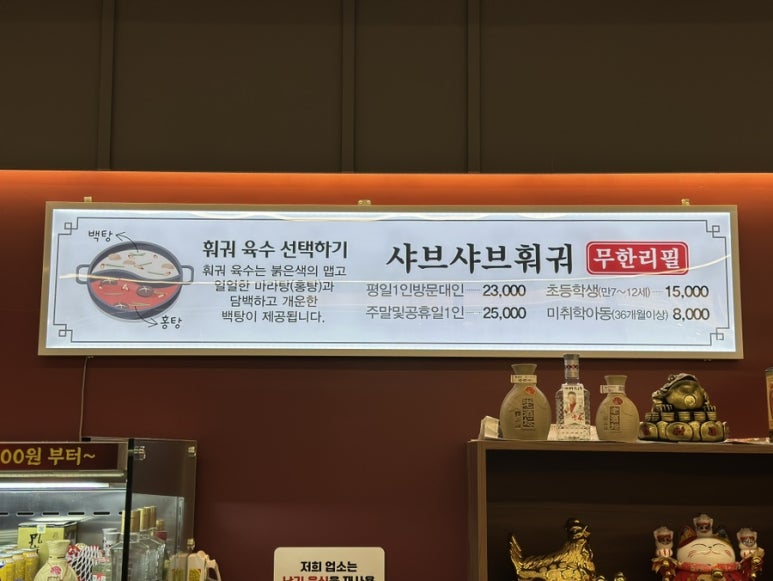 백탕
홍탕
훠궈 육수 선택하기
훠궈 육수는 붉은색의 맵고
얼얼한 마라탕(홍탕)과
담백하고 개운한
백탕이 제공됩니다.
샤브샤브훠궈 무한리필
평일1인방문대인 23,000 초등학생(만7~12세) 15,000
주말및공휴일1인 25,000 미취학아동(36개월이상) 8,000
00원 부터~
저희 업소는